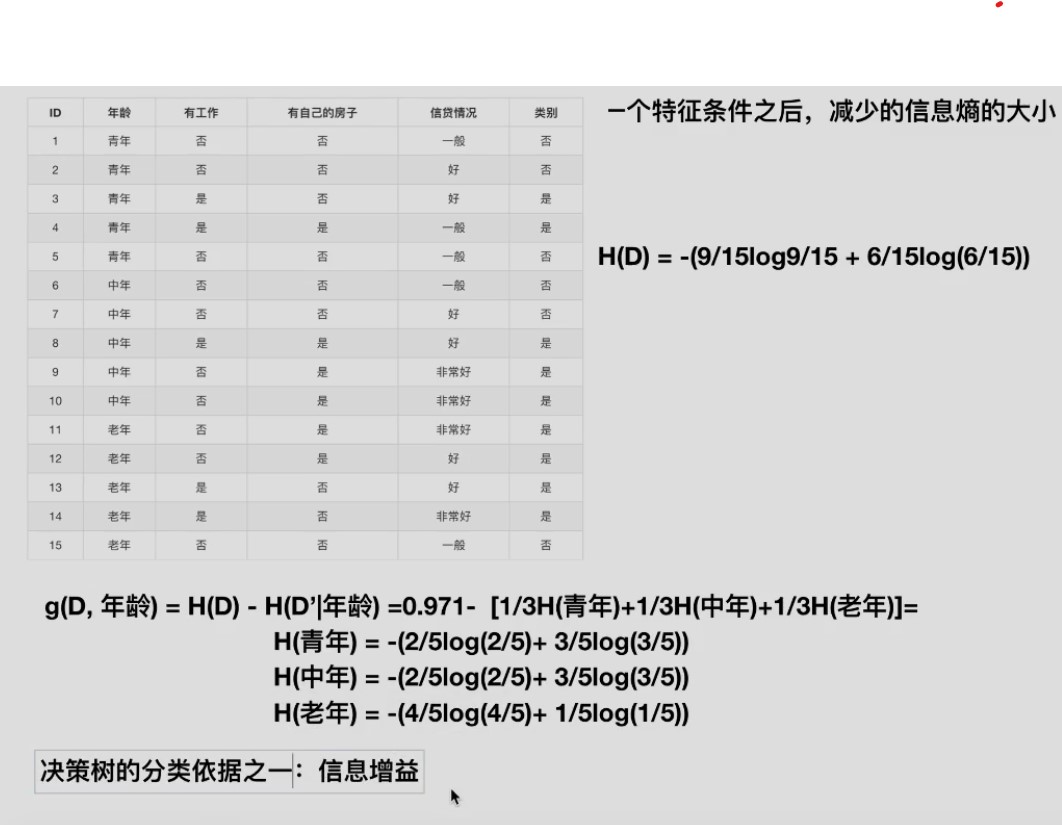 一个特征条件之后，减少的信息熵的大小
ID 年龄 有工作 有自己的房子 信贷情况 类别
1 青年 否 否 一般 否
2 青年 否 否 好 否
3 青年 是 否 好 是
4 青年 是 是 一般 是
5 青年 否 否 一般 否
6 中年 否 否 一般 否
7 中年 否 否 好 否
8 中年 是 是 好 是
9 中年 否 是 非常好 是
10 中年 否 是 非常好 是
11 老年 否 是 非常好 是
12 老年 否 是 好 是
13 老年 是 否 好 是
14 老年 是 否 非常好 是
15 老年 否 否 一般 否
H(D) = -(9/15log9/15 + 6/15log(6/15))
g(D, 年龄) = H(D) - H(D’|年龄) =0.971- [1/3H(青年)+1/3H(中年)+1/3H(老年)]=
H(青年) = -(2/5log(2/5)+ 3/5log(3/5))
H(中年) = -(2/5log(2/5)+ 3/5log(3/5))
H(老年) = -(4/5log(4/5)+ 1/5log(1/5))
决策树的分类依据之一：信息增益